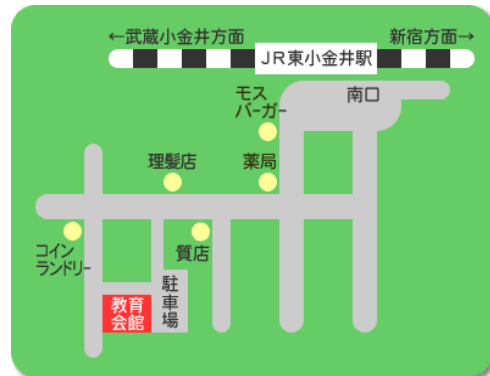 ←武蔵小金井方面
新宿方面→
JR東小金井駅
モス
バーガー
南口
理髪店
薬局
コイン
ランドリー
質店
駐車場
教育
会館